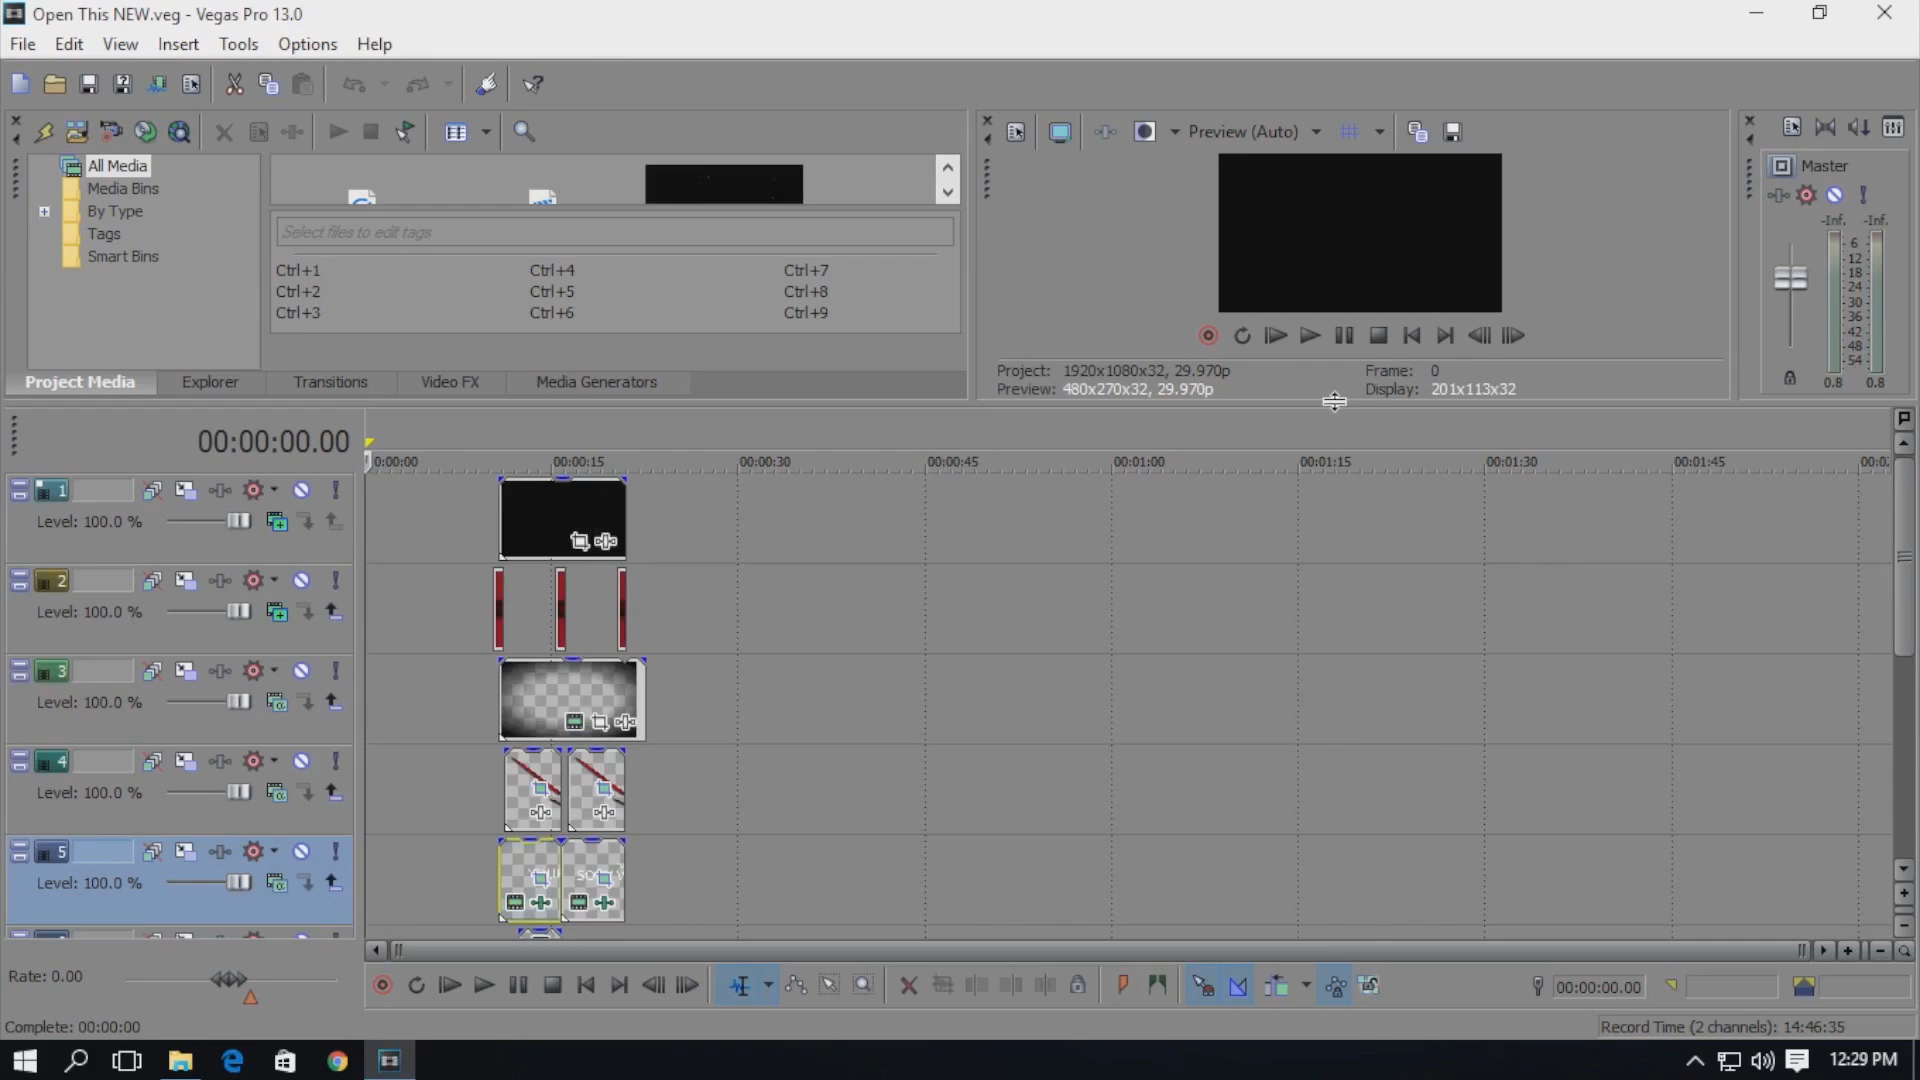 Open This NEW.veg - Vegas Pro 13.0
File Edit View Insert Tools Options Help
Preview (Auto)
All Media
Media Bins
By Type
Tags
Smart Bins
Select files to edit tags
Ctrl+1 Ctrl+4 Ctrl+7
Ctrl+2 Ctrl+5 Ctrl+8
Ctrl+3 Ctrl+6 Ctrl+9
Project Media Explorer Transitions Video FX Media Generators
Project: 1920x1080x32, 29.970p Frame: 0
Preview: 480x270x32, 29.970p Display: 201x113x32
Master
-Inf. -Inf.
6
12
18
24
30
36
42
48
54
0.8 0.8
00:00:00.00
0:00:00 00:00:15 00:00:30 00:00:45 00:01:00 00:01:15 00:01:30 00:01:45 00:0
1
Level: 100.0 %
2
Level: 100.0 %
3
Level: 100.0 %
4
Level: 100.0 %
5
Level: 100.0 %
Rate: 0.00
00:00:00.00
Complete: 00:00:00
Record Time (2 channels): 14:46:35
12:29 PM